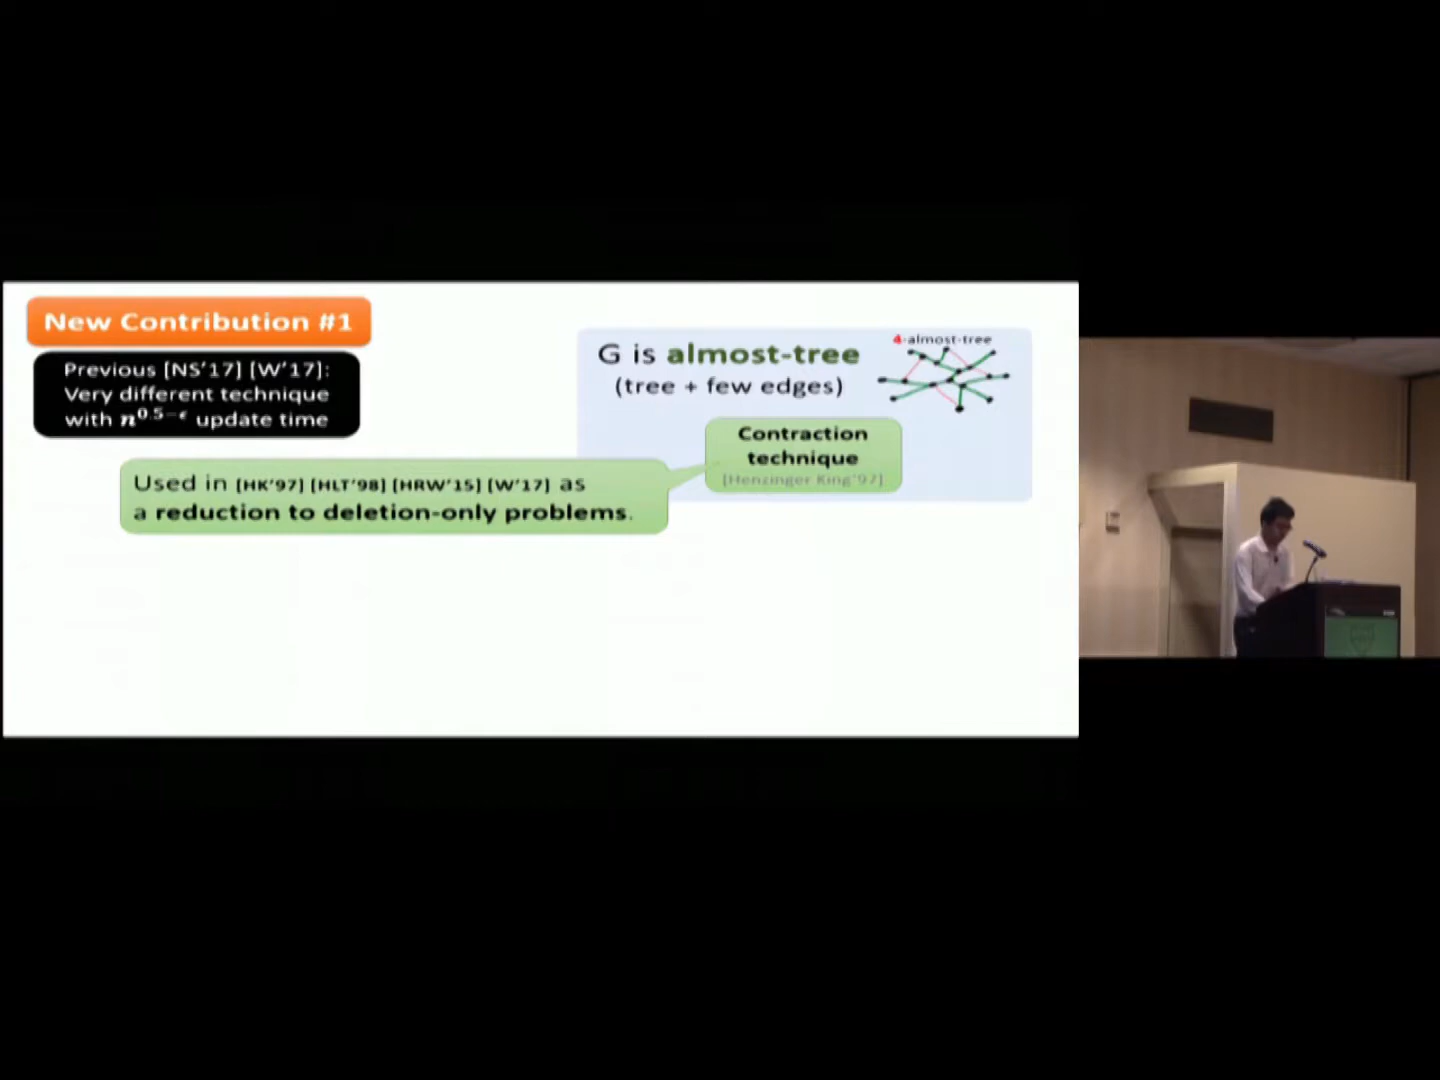 New Contribution #1
Previous [NS'17] [W'17]:
Very different technique
with n^0.5−ϵ update time
G is almost-tree
(tree + few edges)
4-almost-tree
Contraction
technique
[Henzinger King'97]
Used in [HK'97] [HLT'98] [HRW'15] [W'17] as
a reduction to deletion-only problems.